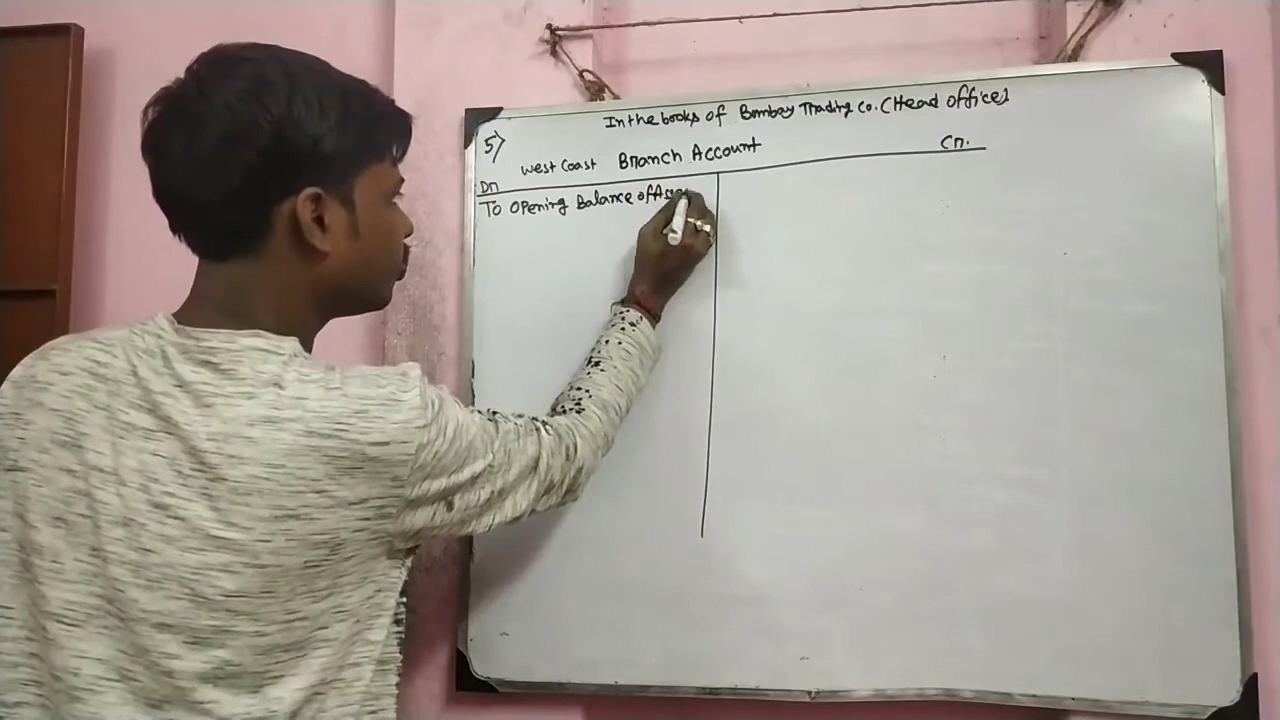 In the books of Bombay Trading Co. (Head office)
5)
West Coast Branch Account
Dr
Cr.
To Opening Balance of